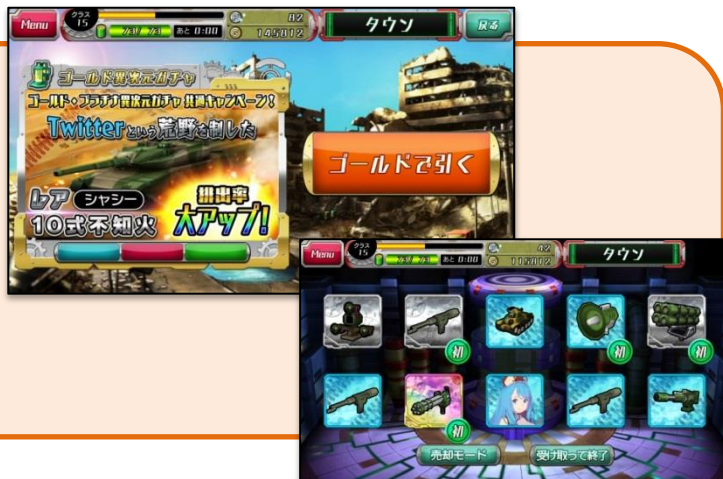 Menu
クラス
15
73/ 73
あと 0:00
82
145812
タウン
戻る
ゴールド異次元ガチャ
ゴールド・プラチナ異次元ガチャ 共通キャンペーン!
Twitterという荒野を制した
レア
シャシー
10式不知火
排出率
大アップ!
ゴールドで引く
Menu
クラス
15
73/ 73
あと 0:00
42
115812
タウン
初
初
初
初
売却モード
受け取って終了